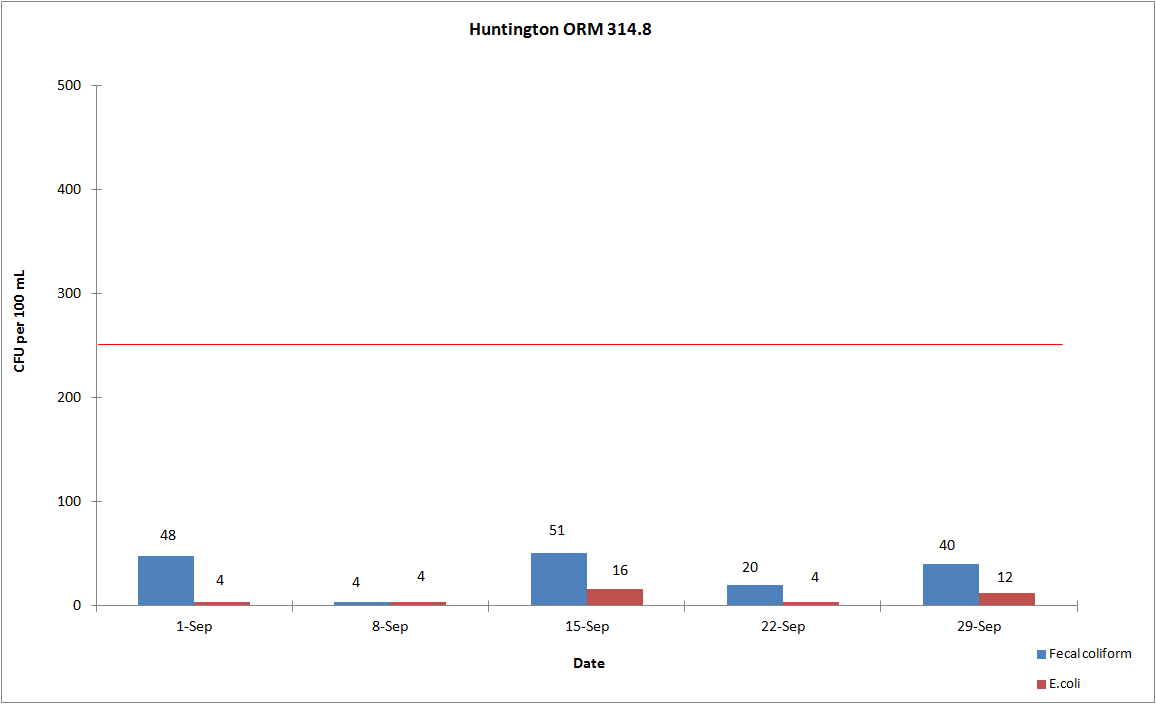 Huntington ORM 314.8
500
400
300
200
100
0
CFU per 100 mL
48
4
4
4
51
16
20
4
40
12
1-Sep
8-Sep
15-Sep
22-Sep
29-Sep
Date
Fecal coliform
E.coli